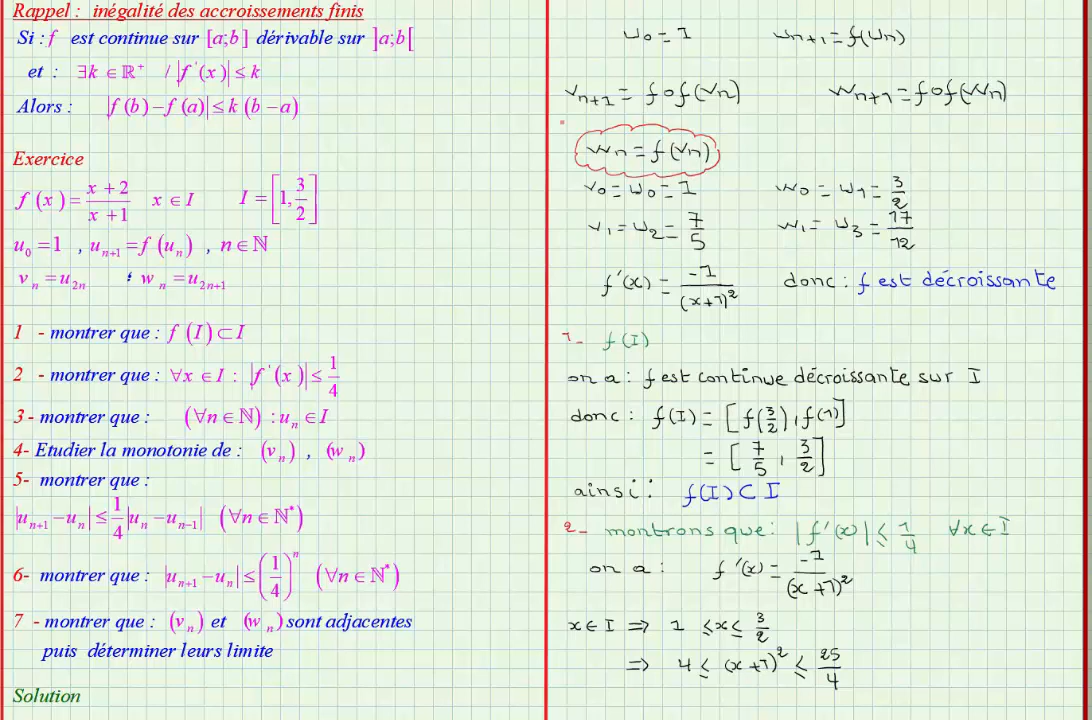 Rappel : inégalité des accroissements finis
Si : f est continue sur [a;b] dérivable sur ]a;b[
et : ∃k ∈ ℝ⁺ / |f '(x)| ≤ k
Alors : |f (b) − f (a)| ≤ k (b − a)
Exercice
f (x) = (x + 2)/(x + 1) x ∈ I I = [1, 3/2]
u₀ = 1 , uₙ₊₁ = f (uₙ) , n ∈ ℕ
vₙ = u₂ₙ ; wₙ = u₂ₙ₊₁
1 - montrer que : f (I) ⊂ I
2 - montrer que : ∀x ∈ I : |f '(x)| ≤ 1/4
3 - montrer que : (∀n ∈ ℕ) : uₙ ∈ I
4- Etudier la monotonie de : (vₙ) , (wₙ)
5- montrer que :
|uₙ₊₁ − uₙ| ≤ 1/4 |uₙ − uₙ₋₁| (∀n ∈ ℕ*)
6- montrer que : |uₙ₊₁ − uₙ| ≤ (1/4)ⁿ (∀n ∈ ℕ*)
7 - montrer que : (vₙ) et (wₙ) sont adjacentes
puis déterminer leurs limite
Solution
u₀ = 1 uₙ₊₁ = f(uₙ)
vₙ₊₁ = fof(vₙ) wₙ₊₁ = fof(wₙ)
wₙ = f(vₙ)
v₀ = u₀ = 1 w₀ = u₁ = 3/2
v₁ = u₂ = 7/5 w₁ = u₃ = 17/12
f'(x) = -1/(x+1)² donc : f est décroissante
1- f(I)
on a : f est continue décroissante sur I
donc : f(I) = [f(3/2), f(1)]
= [7/5, 3/2]
ainsi : f(I) ⊂ I
2- montrons que : |f'(x)| ≤ 1/4 ∀x ∈ I
on a : f'(x) = -1/(x+1)²
x ∈ I ⇒ 1 ≤ x ≤ 3/2
⇒ 4 ≤ (x+1)² ≤ 25/4